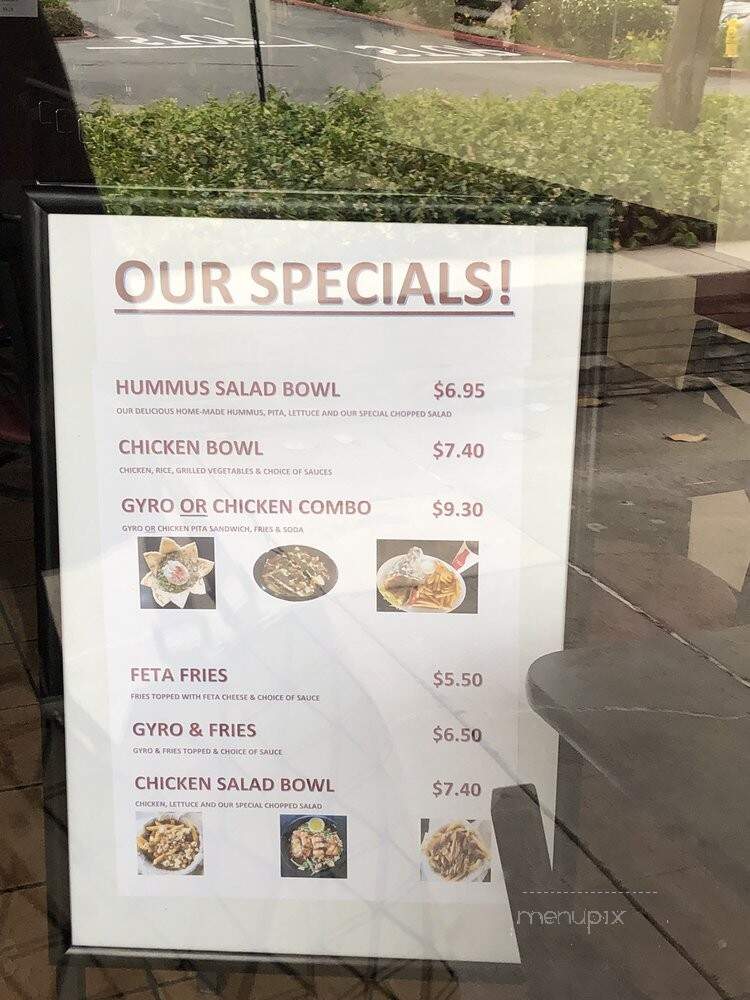 STOP
STOP
OUR SPECIALS!
HUMMUS SALAD BOWL $6.95
OUR DELICIOUS HOME-MADE HUMMUS, PITA, LETTUCE AND OUR SPECIAL CHOPPED SALAD
CHICKEN BOWL $7.40
CHICKEN, RICE, GRILLED VEGETABLES & CHOICE OF SAUCES
GYRO OR CHICKEN COMBO $9.30
GYRO OR CHICKEN PITA SANDWICH, FRIES & SODA
FETA FRIES $5.50
FRIES TOPPED WITH FETA CHEESE & CHOICE OF SAUCE
GYRO & FRIES $6.50
GYRO & FRIES TOPPED & CHOICE OF SAUCE
CHICKEN SALAD BOWL $7.40
CHICKEN, LETTUCE AND OUR SPECIAL CHOPPED SALAD
menupix